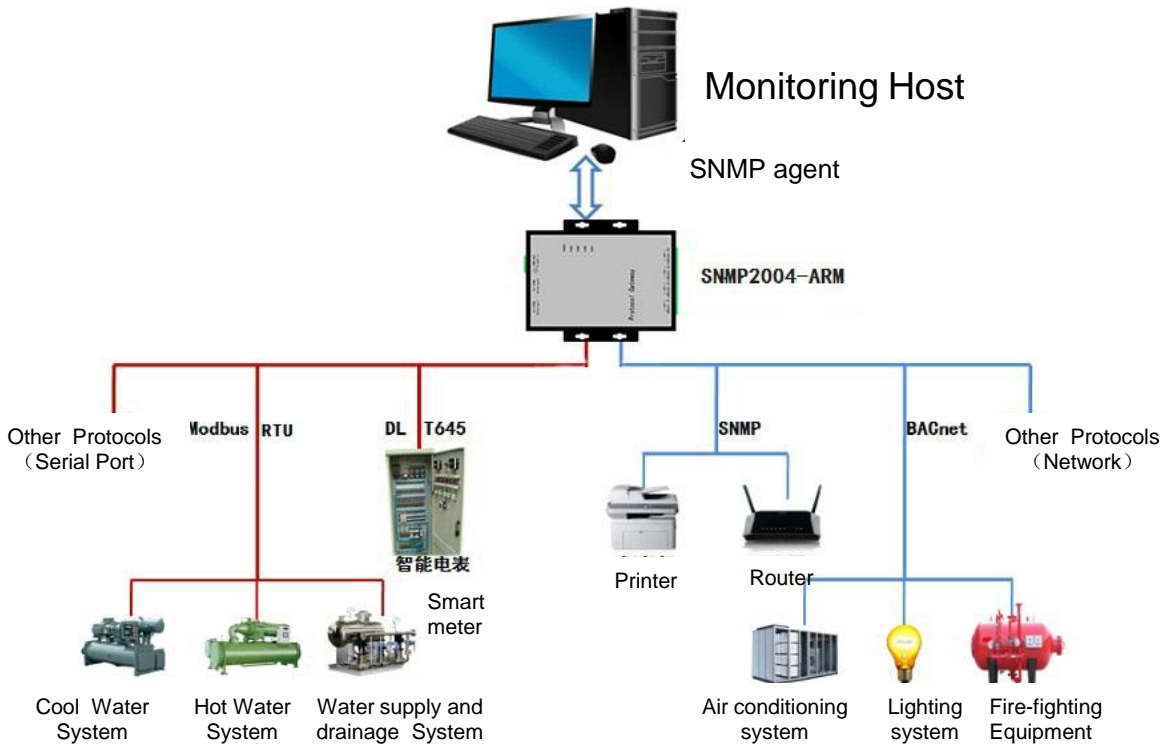 Monitoring Host
SNMP agent
Protocol Gateway
SNMP2004-ARM
Other Protocols
（Serial Port）
Modbus RTU
DL T645
SNMP
BACnet
Other Protocols
（Network）
智能电表
Smart
meter
Printer
Router
Cool Water
System
Hot Water
System
Water supply and
drainage System
Air conditioning
system
Lighting
system
Fire-fighting
Equipment